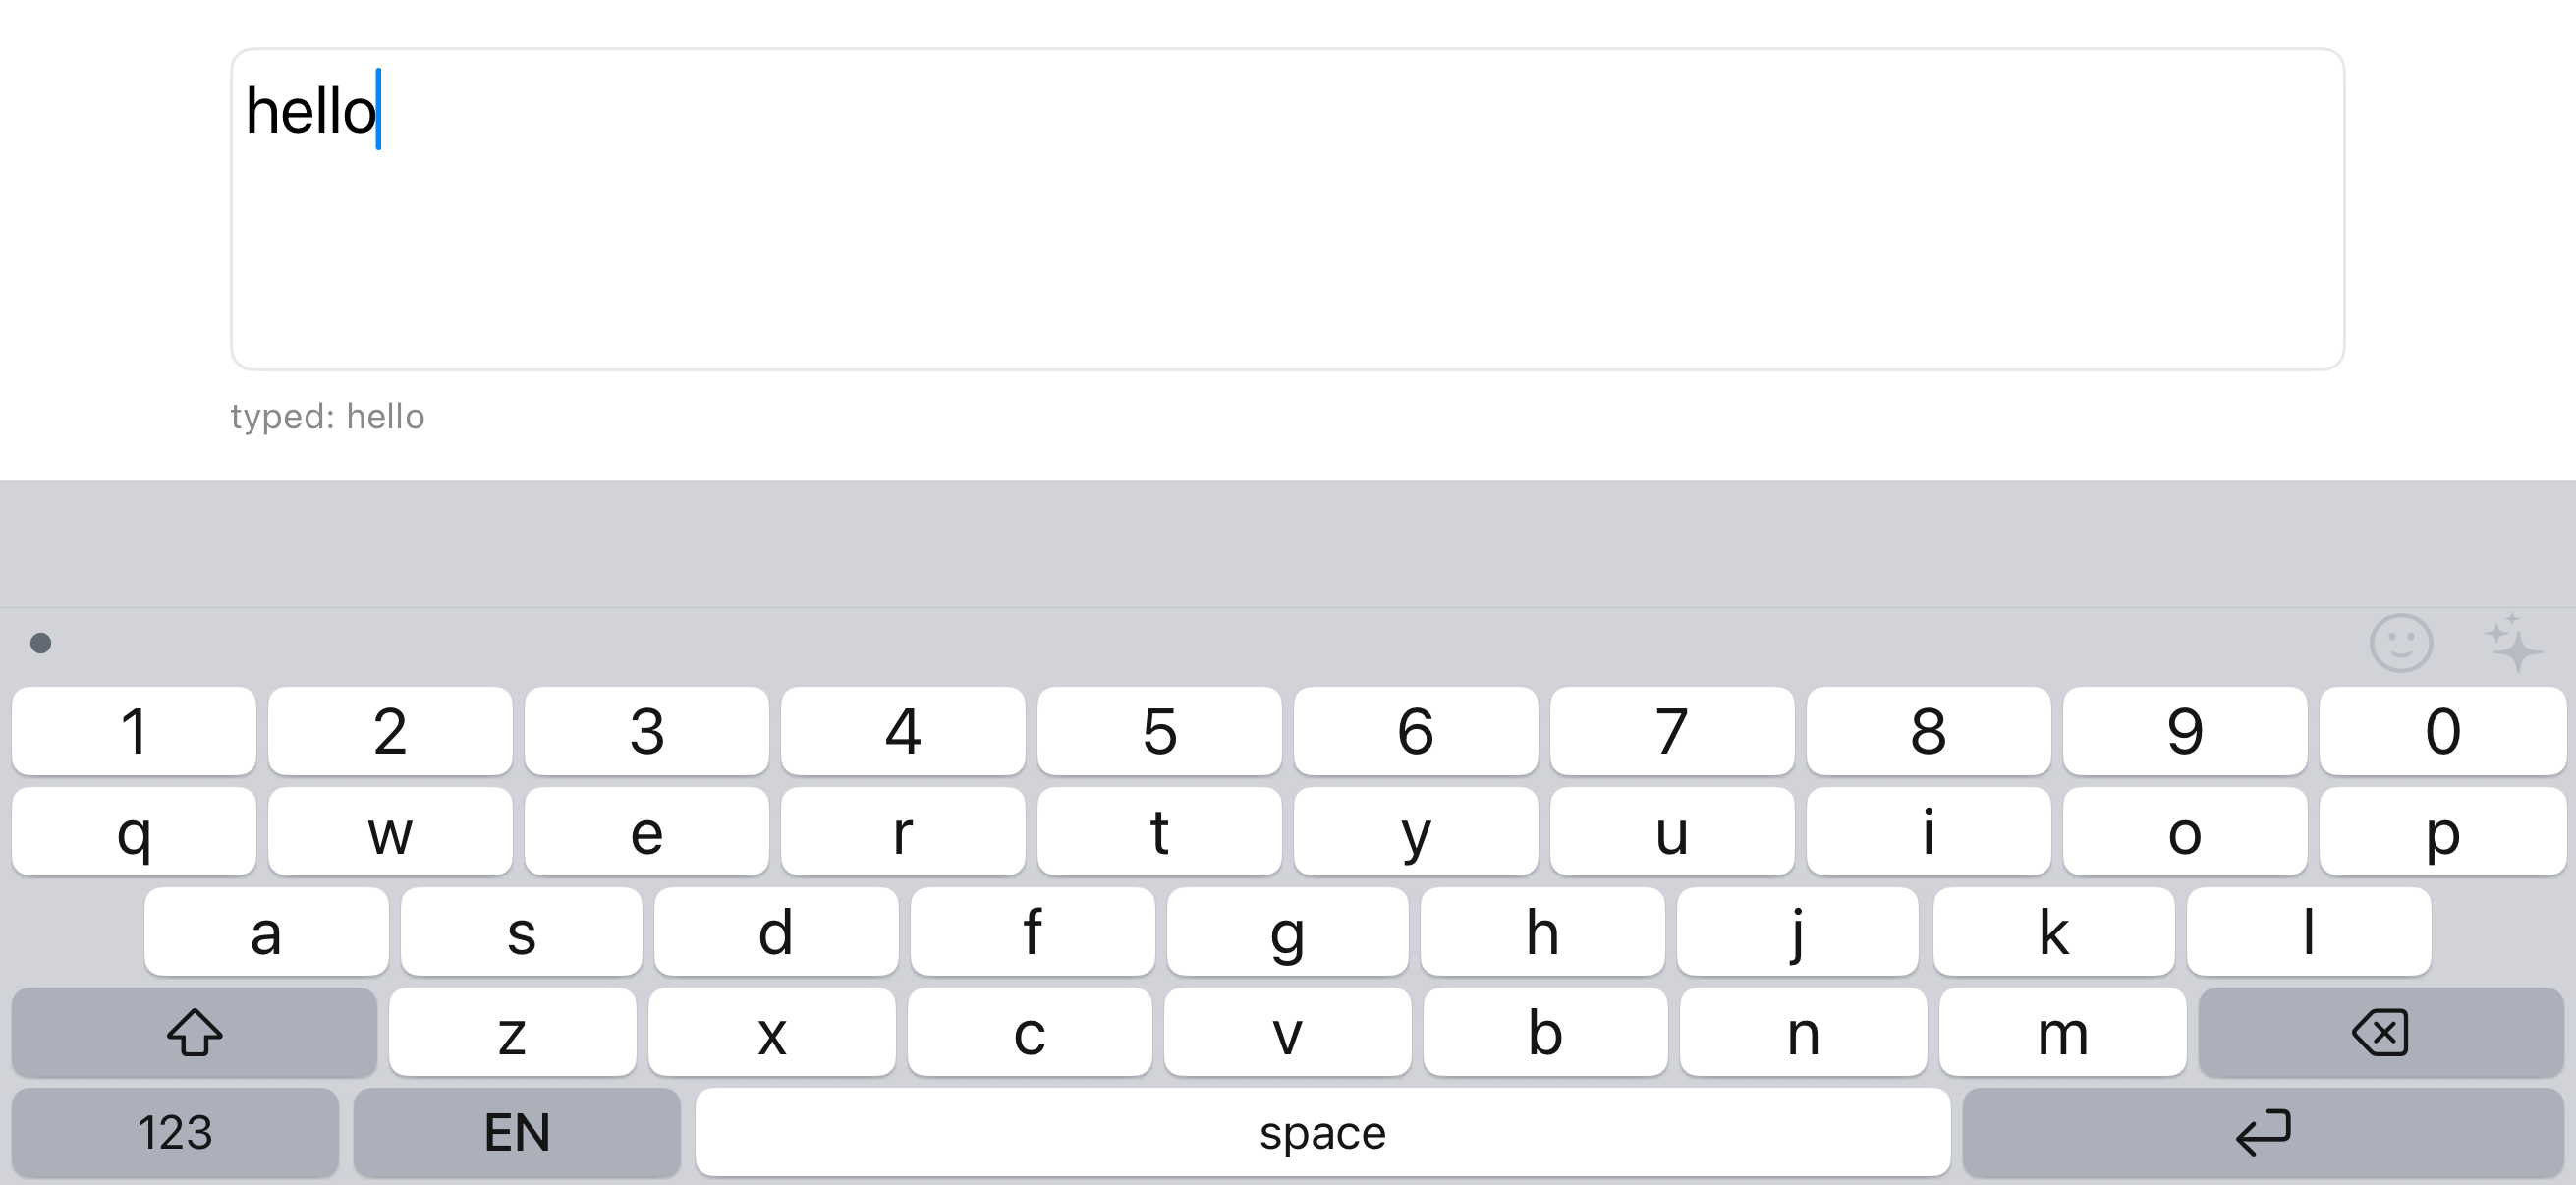 hello
typed: hello
1 2 3 4 5 6 7 8 9 0
q w e r t y u i o p
a s d f g h j k l
z x c v b n m
123 EN space